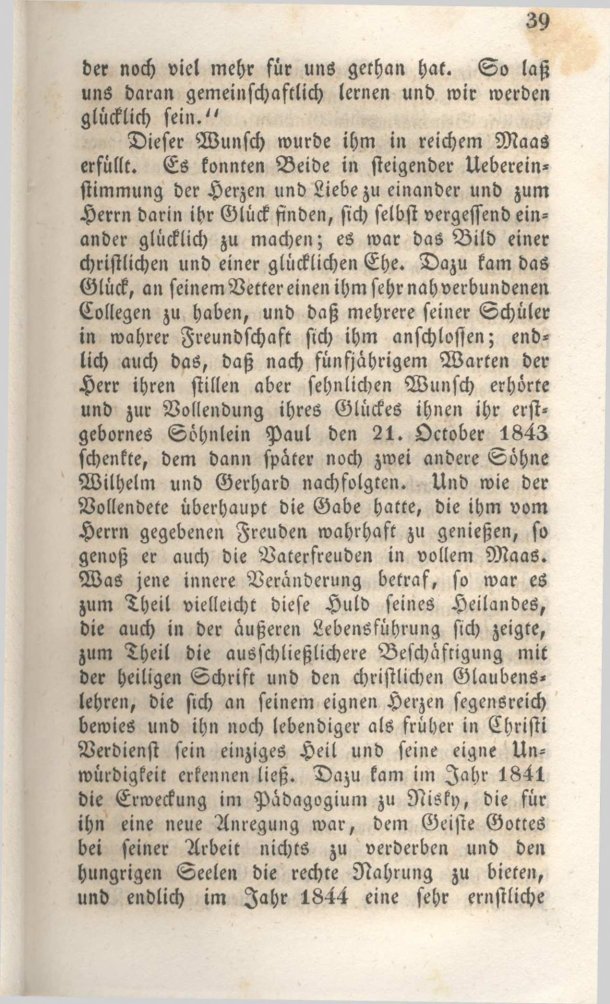 39
der noch viel mehr für uns gethan hat. So laß
uns daran gemeinschaftlich lernen und wir werden
glücklich sein."
Dieser Wunsch wurde ihm in reichem Maas
erfüllt. Es konnten Beide in steigender Ueberein-
stimmung der Herzen und Liebe zu einander und zum
Herrn darin ihr Glück finden, sich selbst vergessend ein-
ander glücklich zu machen; es war das Bild einer
christlichen und einer glücklichen Ehe. Dazu kam das
Glück, an seinem Vetter einen ihm sehr nah verbundenen
Collegen zu haben, und daß mehrere seiner Schüler
in wahrer Freundschaft sich ihm anschlossen; end-
lich auch das, daß nach fünfjährigem Warten der
Herr ihren stillen aber sehnlichen Wunsch erhörte
und zur Vollendung ihres Glückes ihnen ihr erst-
gebornes Söhnlein Paul den 21. October 1843
schenkte, dem dann später noch zwei andere Söhne
Wilhelm und Gerhard nachfolgten. Und wie der
Vollendete überhaupt die Gabe hatte, die ihm vom
Herrn gegebenen Freuden wahrhaft zu genießen, so
genoß er auch die Vaterfreuden in vollem Maas.
Was jene innere Veränderung betraf, so war es
zum Theil vielleicht diese Huld seines Heilandes,
die auch in der äußeren Lebensführung sich zeigte,
zum Theil die ausschließlichere Beschäftigung mit
der heiligen Schrift und den christlichen Glaubens-
lehren, die sich an seinem eignen Herzen segensreich
bewies und ihn noch lebendiger als früher in Christi
Verdienst sein einziges Heil und seine eigne Un-
würdigkeit erkennen ließ. Dazu kam im Jahr 1841
die Erweckung im Pädagogium zu Nisky, die für
ihn eine neue Anregung war, dem Geiste Gottes
bei seiner Arbeit nichts zu verderben und den
hungrigen Seelen die rechte Nahrung zu bieten,
und endlich im Jahr 1844 eine sehr ernstliche